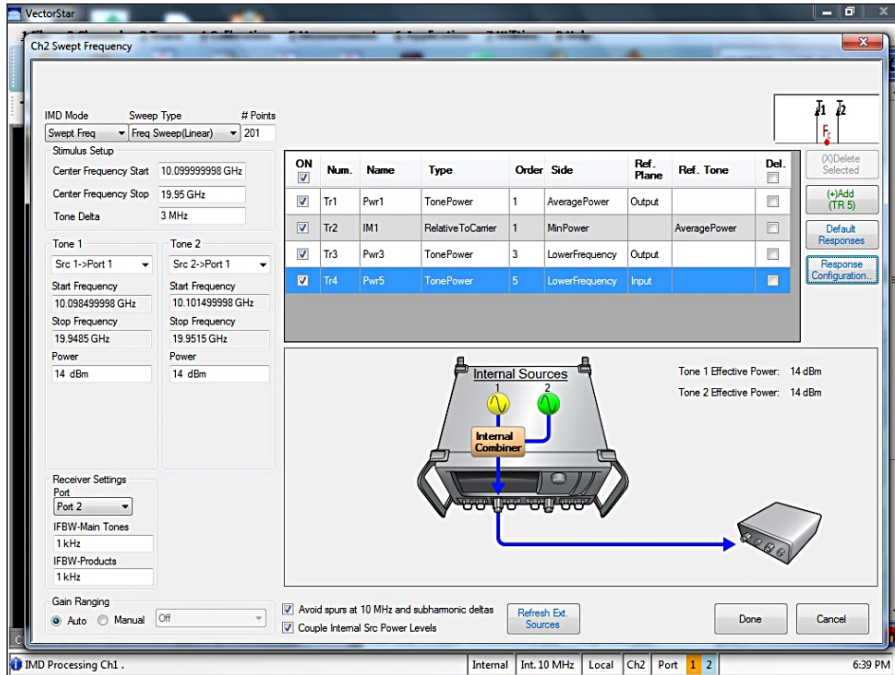 VectorStar
Ch2 Swept Frequency
IMD Mode
Sweep Type
# Points
Swept Freq
Freq Sweep(Linear)
201
Stimulus Setup
Center Frequency Start
10.099999998 GHz
Center Frequency Stop
19.95 GHz
Tone Delta
3 MHz
Tone 1
Tone 2
Src 1->Port 1
Src 2->Port 1
Start Frequency
Start Frequency
10.098499998 GHz
10.101499998 GHz
Stop Frequency
Stop Frequency
19.9485 GHz
19.9515 GHz
Power
Power
14 dBm
14 dBm
Receiver Settings
Port
Port 2
IFBW-Main Tones
1 kHz
IFBW-Products
1 kHz
Gain Ranging
Auto
Manual
Off
ON Num. Name Type Order Side Ref. Plane Ref. Tone Del.
Tr1 Pwr1 TonePower 1 AveragePower Output
Tr2 IM1 RelativeToCarrier 1 MinPower AveragePower
Tr3 Pwr3 TonePower 3 LowerFrequency Output
Tr4 Pwr5 TonePower 5 LowerFrequency Input
(X)Delete
Selected
(+)Add
(TR 5)
Default
Responses
Response
Configuration..
Internal Sources
1 2
Internal
Combiner
Tone 1 Effective Power: 14 dBm
Tone 2 Effective Power: 14 dBm
Avoid spurs at 10 MHz and subharmonic deltas
Couple Internal Src Power Levels
Refresh Ext.
Sources
Done
Cancel
IMD Processing Ch1 .
Internal
Int. 10 MHz
Local
Ch2
Port
1
2
6:39 PM